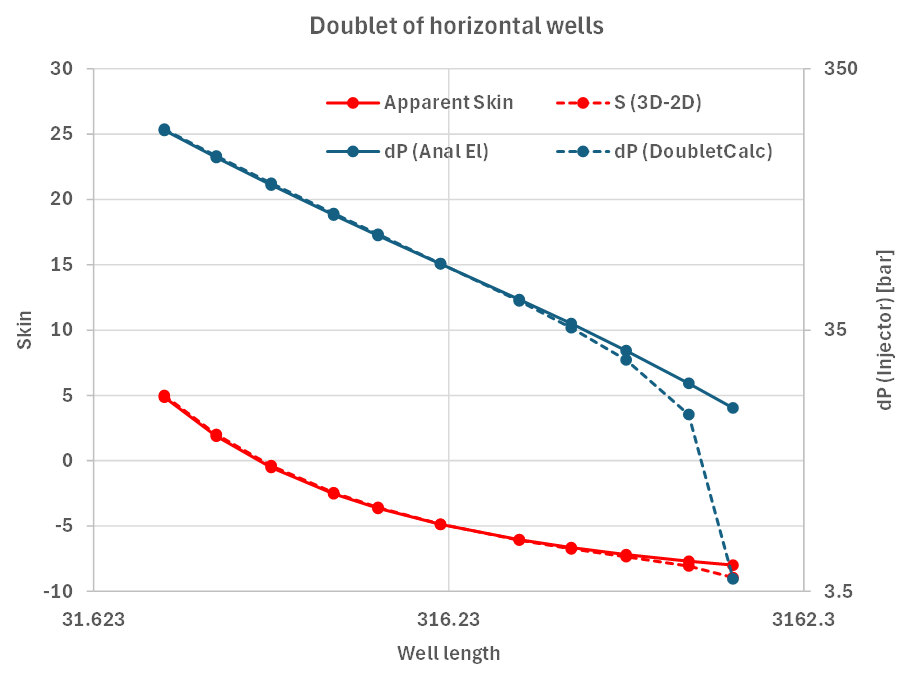 Doublet of horizontal wells
30
350
Apparent Skin
S (3D-2D)
25
dP (Anal El)
dP (DoubletCalc)
20
15
10
35
5
0
-5
-10
3.5
31.623
316.23
3162.3
Well length
Skin
dP (Injector) [bar]